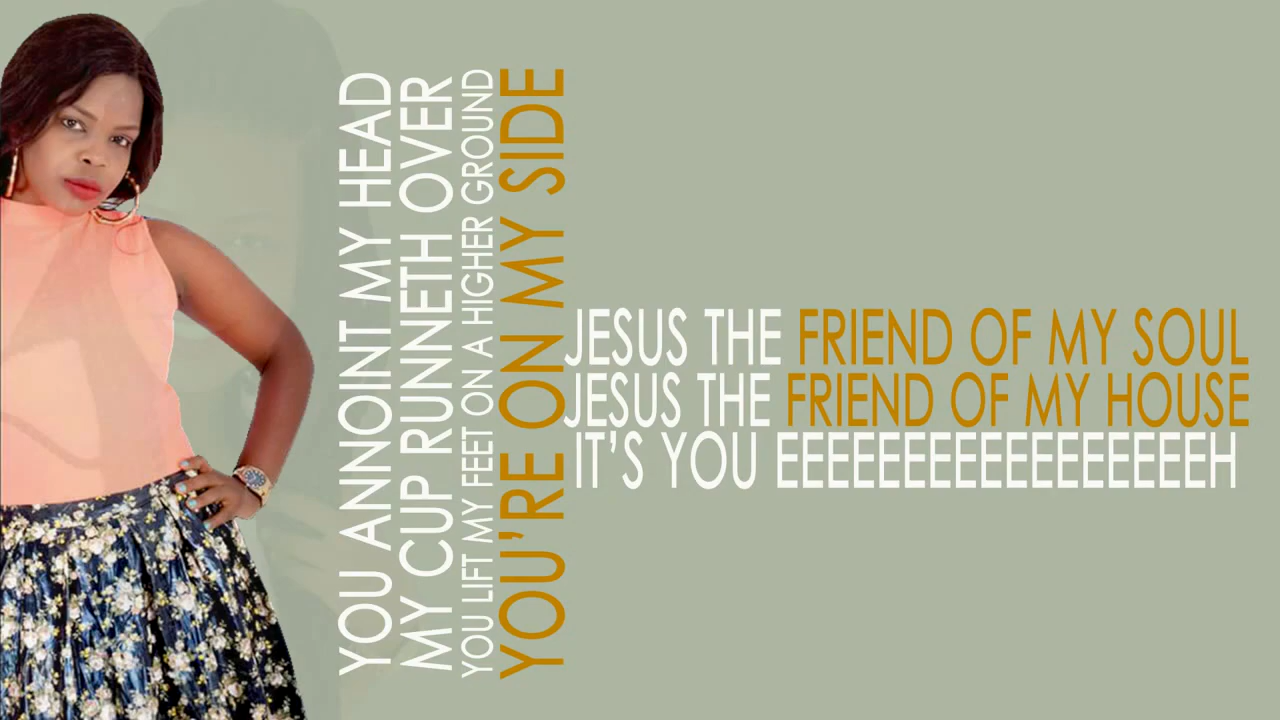 YOU ANNOINT MY HEAD
MY CUP RUNNETH OVER
YOU LIFT MY FEET ON A HIGHER GROUND
YOU'RE ON MY SIDE
JESUS THE FRIEND OF MY SOUL
JESUS THE FRIEND OF MY HOUSE
IT'S YOU EEEEEEEEEEEEEEEEEEH